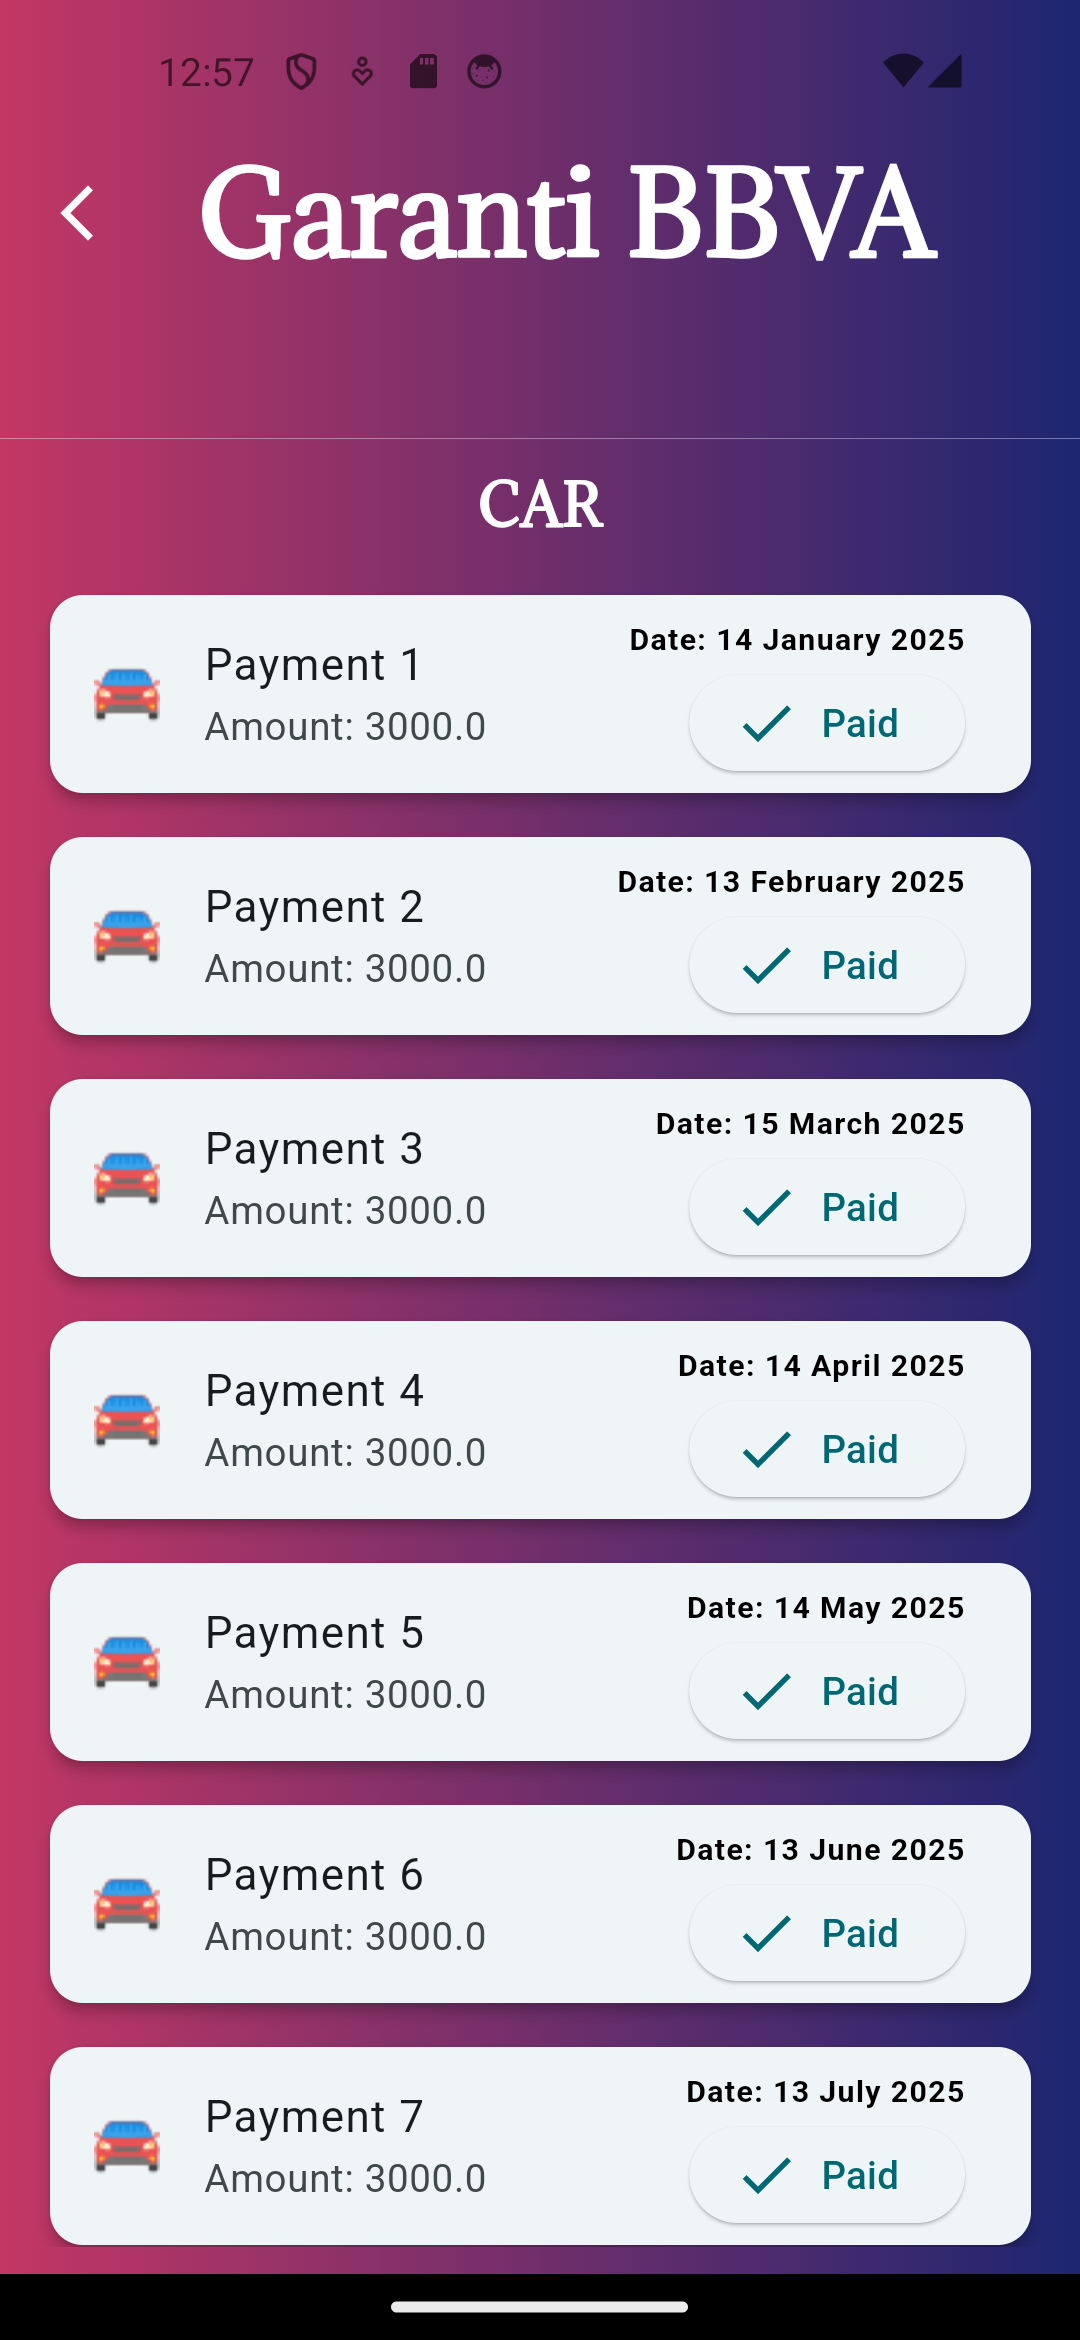 12:57
Garanti BBVA
CAR
Date: 14 January 2025
Payment 1
Amount: 3000.0
Paid
Date: 13 February 2025
Payment 2
Amount: 3000.0
Paid
Date: 15 March 2025
Payment 3
Amount: 3000.0
Paid
Date: 14 April 2025
Payment 4
Amount: 3000.0
Paid
Date: 14 May 2025
Payment 5
Amount: 3000.0
Paid
Date: 13 June 2025
Payment 6
Amount: 3000.0
Paid
Date: 13 July 2025
Payment 7
Amount: 3000.0
Paid